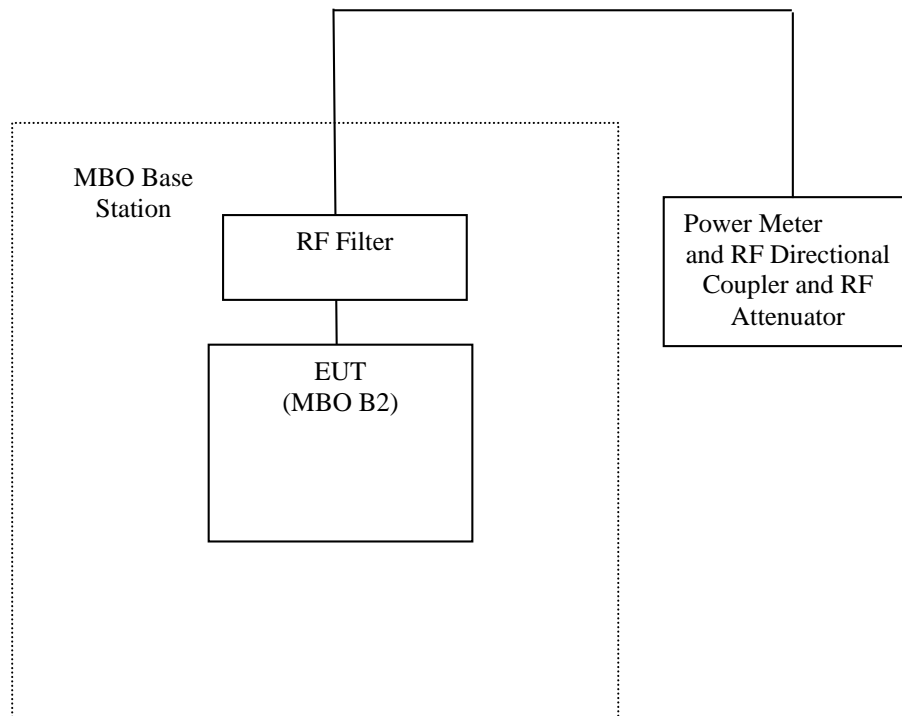 MBO Base
Station
RF Filter
Power Meter
and RF Directional
Coupler and RF
Attenuator
EUT
(MBO B2)